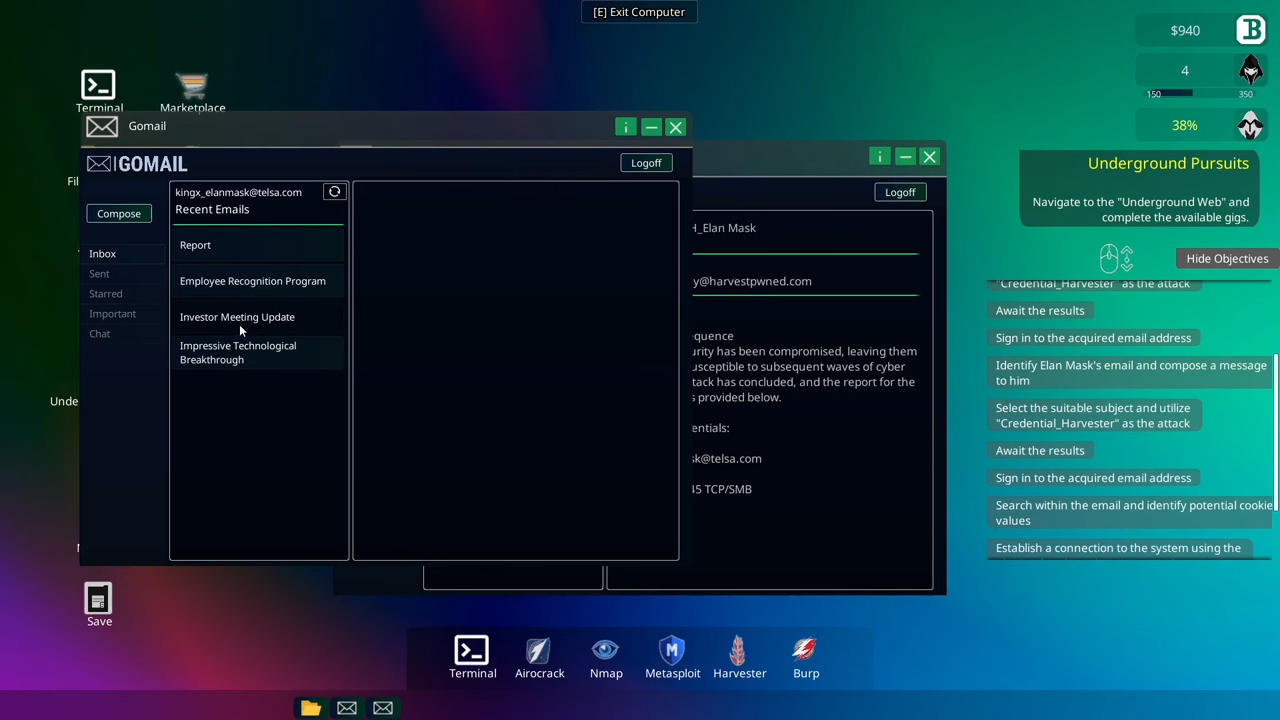 [E] Exit Computer
$940
4
150
350
38%
Underground Pursuits
Navigate to the "Underground Web" and
complete the available gigs.
Hide Objectives
"Credential_Harvester" as the attack
Await the results
Sign in to the acquired email address
Identify Elan Mask's email and compose a message
to him
Select the suitable subject and utilize
"Credential_Harvester" as the attack
Await the results
Sign in to the acquired email address
Search within the email and identify potential cookie
values
Establish a connection to the system using the
Terminal
Marketplace
Fil
Unde
Save
Gomail
GOMAIL
Logoff
Compose
Inbox
Sent
Starred
Important
Chat
kingx_elanmask@telsa.com
Recent Emails
Report
Employee Recognition Program
Investor Meeting Update
Impressive Technological
Breakthrough
Logoff
H_Elan Mask
y@harvestpwned.com
equence
urity has been compromised, leaving them
usceptible to subsequent waves of cyber
tack has concluded, and the report for the
s provided below.
entials:
sk@telsa.com
45 TCP/SMB
Terminal
Airocrack
Nmap
Metasploit
Harvester
Burp